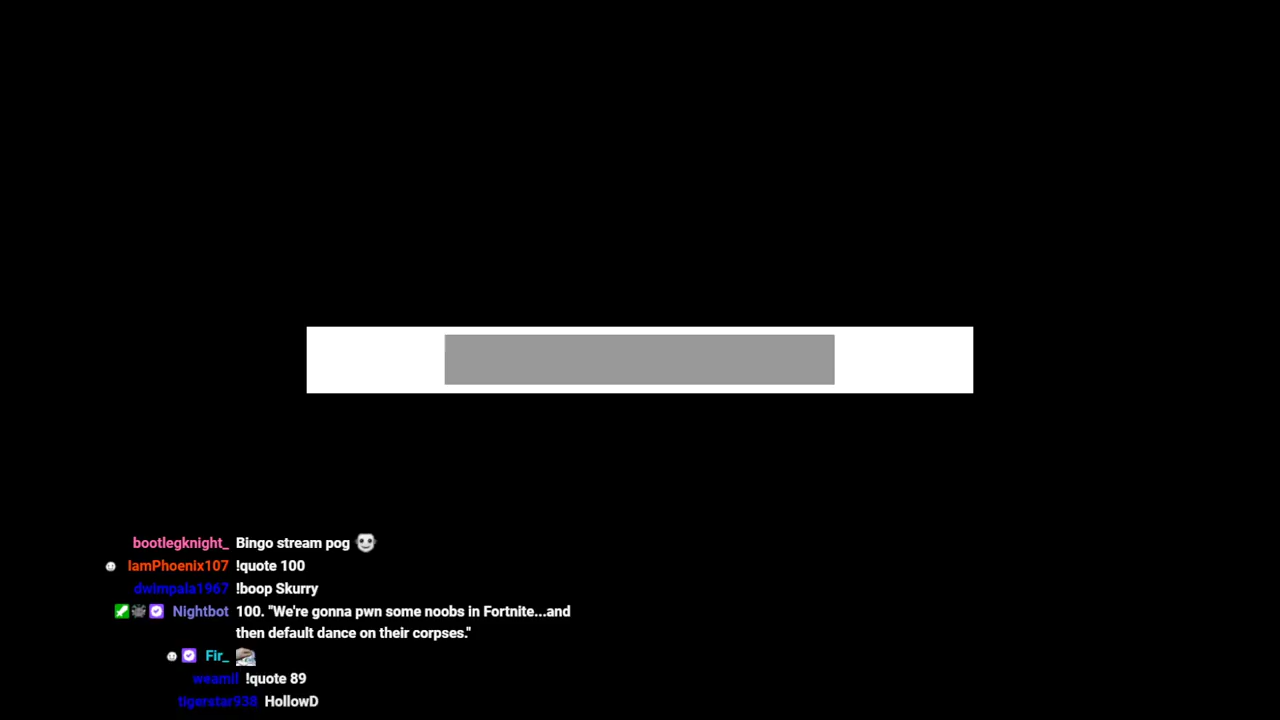 bootlegknight_ Bingo stream pog
IamPhoenix107 !quote 100
dwimpala1967 !boop Skurry
Nightbot 100. "We're gonna pwn some noobs in Fortnite...and
then default dance on their corpses."
Fir_
weamil !quote 89
tigerstar938 HollowD